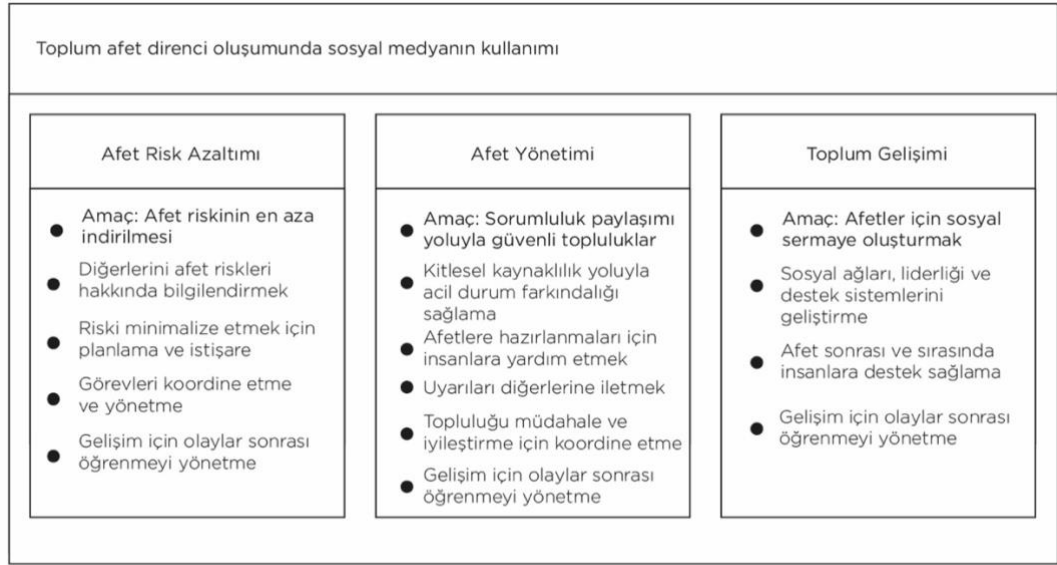 Toplum afet direnci oluşumunda sosyal medyanın kullanımı
Afet Risk Azaltımı
● Amaç: Afet riskinin en aza
indirilmesi
● Diğerlerini afet riskleri
hakkında bilgilendirmek
● Riski minimalize etmek için
planlama ve istişare
● Görevleri koordine etme
ve yönetme
● Gelişim için olaylar sonrası
öğrenmeyi yönetme
Afet Yönetimi
● Amaç: Sorumluluk paylaşımı
yoluyla güvenli topluluklar
● Kitlesel kaynaklılık yoluyla
acil durum farkındalığı
sağlama
● Afetlere hazırlanmaları için
insanlara yardım etmek
● Uyarıları diğerlerine iletmek
● Topluluğu müdahale ve
iyileştirme için koordine etme
● Gelişim için olaylar sonrası
öğrenmeyi yönetme
Toplum Gelişimi
● Amaç: Afetler için sosyal
sermaye oluşturmak
● Sosyal ağları, liderliği ve
destek sistemlerini
geliştirme
● Afet sonrası ve sırasında
insanlara destek sağlama
● Gelişim için olaylar sonrası
öğrenmeyi yönetme